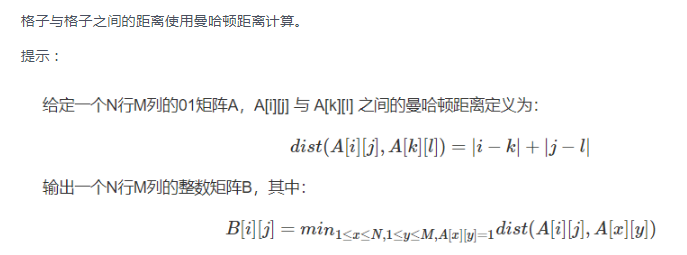 格子与格子之间的距离使用曼哈顿距离计算。
提示：
给定一个N行M列的01矩阵A，A[i][j] 与 A[k][l] 之间的曼哈顿距离定义为：
dist(A[i][j], A[k][l]) = |i − k| + |j − l|
输出一个N行M列的整数矩阵B，其中：
B[i][j] = min_{1≤x≤N,1≤y≤M,A[x][y]=1} dist(A[i][j], A[x][y])